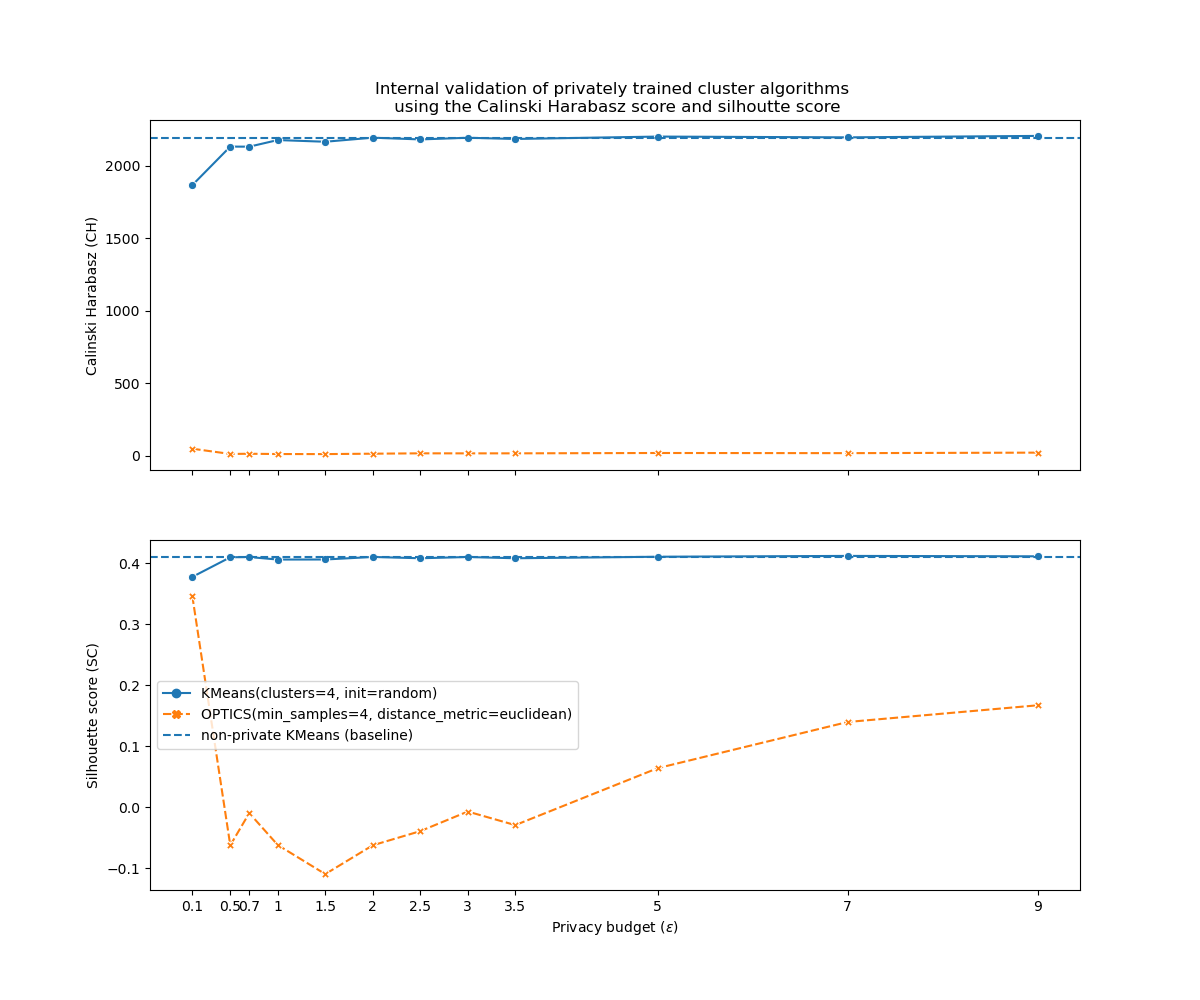 Internal validation of privately trained cluster algorithms
using the Calinski Harabasz score and silhoutte score
Calinski Harabasz (CH)
2000
1500
1000
500
0
Silhouette score (SC)
0.4
0.3
0.2
0.1
0.0
−0.1
KMeans(clusters=4, init=random)
OPTICS(min_samples=4, distance_metric=euclidean)
non-private KMeans (baseline)
0.1 0.5 0.7 1 1.5 2 2.5 3 3.5 5 7 9
Privacy budget (ε)